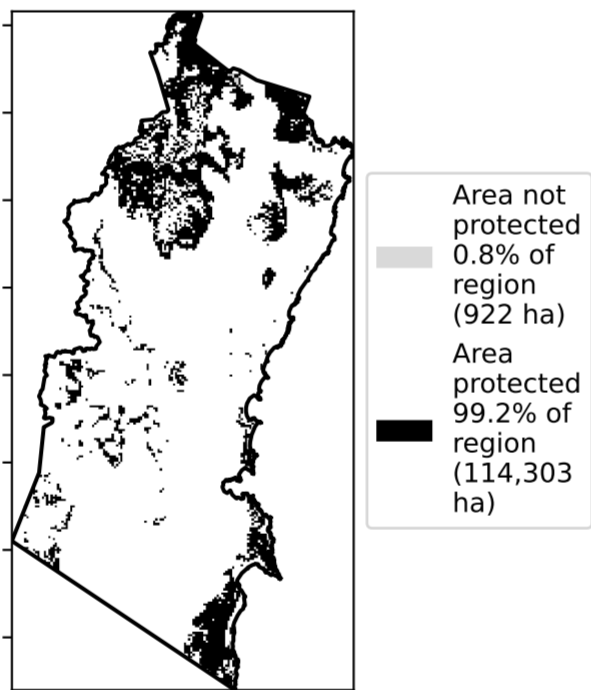 Area not
protected
0.8% of
region
(922 ha)
Area
protected
99.2% of
region
(114,303
ha)